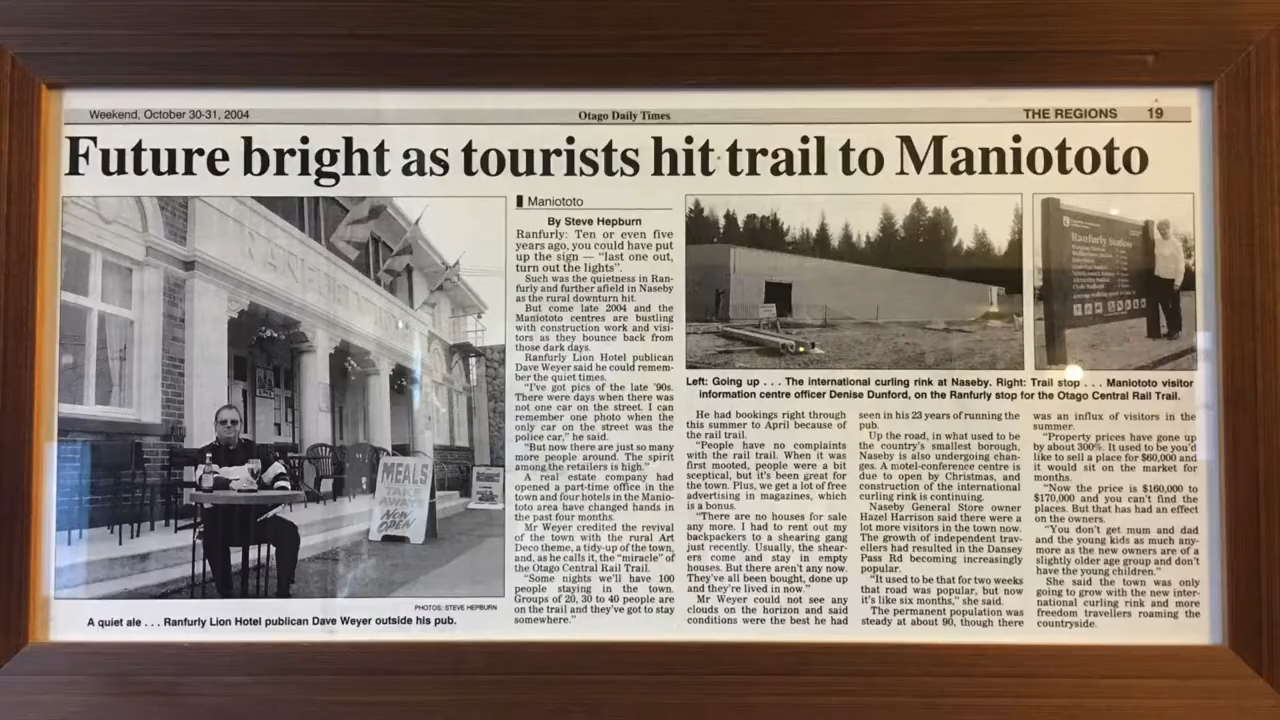 Weekend, October 30-31, 2004
Otago Daily Times
THE REGIONS 19
Future bright as tourists hit trail to Maniototo
RANFURLY
MEALS
TAKE
AWAYS
NOW
OPEN
PHOTOS: STEVE HEPBURN
A quiet ale . . . Ranfurly Lion Hotel publican Dave Weyer outside his pub.
Maniototo
By Steve Hepburn
Ranfurly: Ten or even five
years ago, you could have put
up the sign — “last one out,
turn out the lights”.
Such was the quietness in Ran-
furly and further afield in Naseby
as the rural downturn hit.
But come late 2004 and the
Maniototo centres are bustling
with construction work and visi-
tors as they bounce back from
those dark days.
Ranfurly Lion Hotel publican
Dave Weyer said he could remem-
ber the quiet times.
“I’ve got pics of the late ’90s.
There were days when there was
not one car on the street. I can
remember one photo when the
only car on the street was the
police car,” he said.
“But now there are just so many
more people around. The spirit
among the retailers is high.”
A real estate company had
opened a part-time office in the
town and four hotels in the Manio-
toto area have changed hands in
the past four months.
Mr Weyer credited the revival
of the town with the rural Art
Deco theme, a tidy-up of the town,
and, as he calls it, the “miracle” of
the Otago Central Rail Trail.
“Some nights we’ll have 100
people staying in the town.
Groups of 20, 30 to 40 people are
on the trail and they’ve got to stay
somewhere.”
Ranfurly Station
Left: Going up . . . The international curling rink at Naseby. Right: Trail stop . . . Maniototo visitor
information centre officer Denise Dunford, on the Ranfurly stop for the Otago Central Rail Trail.
He had bookings right through
this summer to April because of
the rail trail.
“People have no complaints
with the rail trail. When it was
first mooted, people were a bit
sceptical, but it’s been great for
the town. Plus, we get a lot of free
advertising in magazines, which
is a bonus.
“There are no houses for sale
any more. I had to rent out my
backpackers to a shearing gang
just recently. Usually, the shear-
ers come and stay in empty
houses. But there aren’t any now.
They’ve all been bought, done up
and they’re lived in now.”
Mr Weyer could not see any
clouds on the horizon and said
conditions were the best he had
seen in his 23 years of running the
pub.
Up the road, in what used to be
the country’s smallest borough,
Naseby is also undergoing chan-
ges. A motel-conference centre is
due to open by Christmas, and
construction of the international
curling rink is continuing.
Naseby General Store owner
Hazel Harrison said there were a
lot more visitors in the town now.
The growth of independent trav-
ellers had resulted in the Dansey
Pass Rd becoming increasingly
popular.
“It used to be that for two weeks
that road was popular, but now
it’s like six months,” she said.
The permanent population was
steady at about 90, though there
was an influx of visitors in the
summer.
“Property prices have gone up
by about 300%. It used to be you’d
like to sell a place for $60,000 and
it would sit on the market for
months.
“Now the price is $160,000 to
$170,000 and you can’t find the
places. But that has had an effect
on the owners.
“You don’t get mum and dad
and the young kids as much any-
more as the new owners are of a
slightly older age group and don’t
have the young children.”
She said the town was only
going to grow with the new inter-
national curling rink and more
freedom travellers roaming the
countryside.